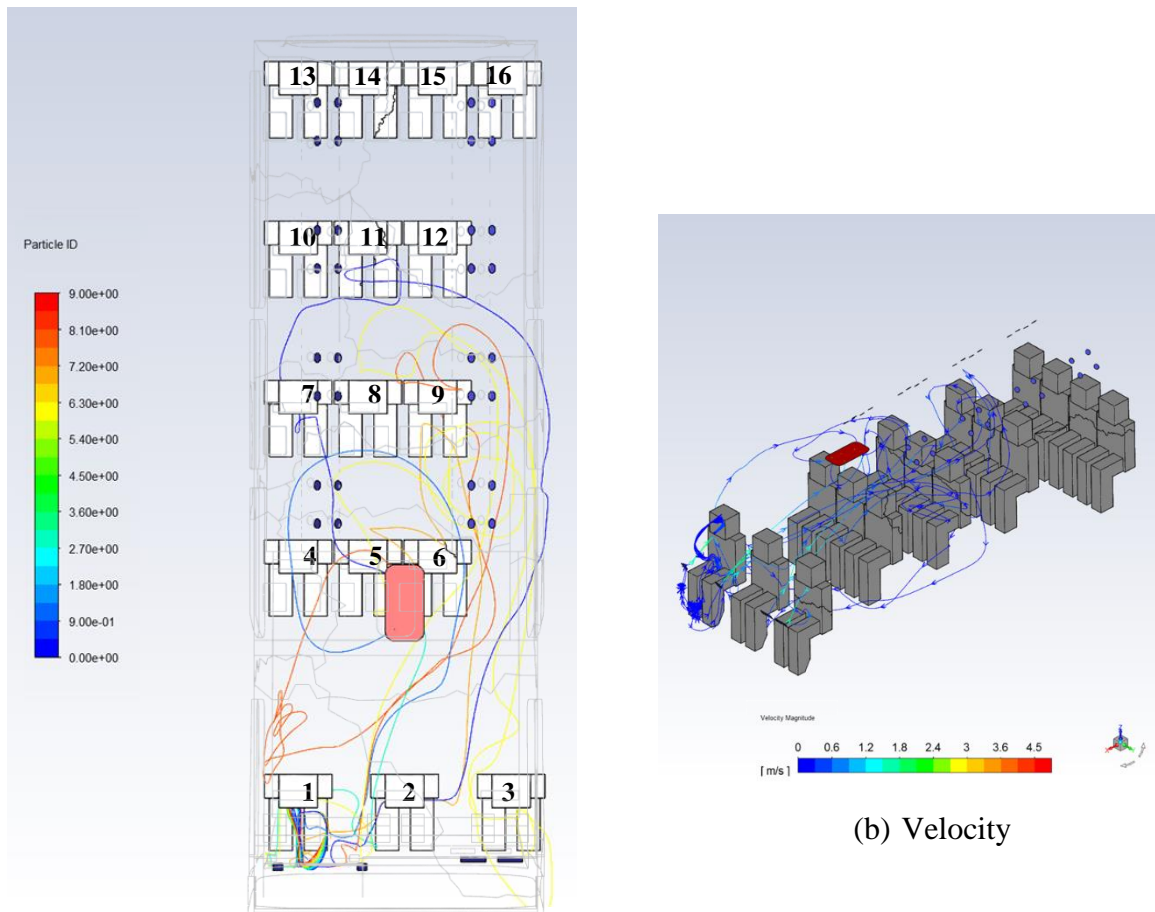 13 14 15 16
10 11 12
Particle ID
9.00e+00
8.10e+00
7.20e+00
6.30e+00
5.40e+00
4.50e+00
3.60e+00
2.70e+00
1.80e+00
9.00e-01
0.00e+00
7 8 9
4 5 6
1 2 3
Velocity Magnitude
0 0.6 1.2 1.8 2.4 3 3.6 4.5
[ m/s ]
Z
X
Y
(b) Velocity